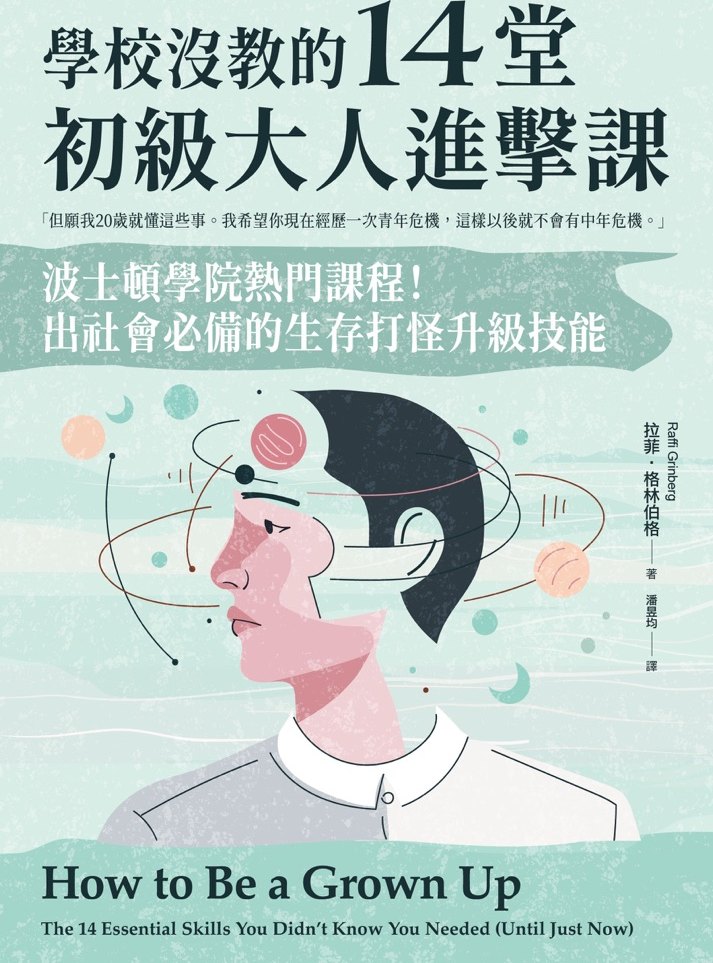 學校沒教的14堂
初級大人進擊課
「但願我20歲就懂這些事。我希望你現在經歷一次青年危機，這樣以後就不會有中年危機。」
波士頓學院熱門課程！
出社會必備的生存打怪升級技能
Raffi Grinberg
拉菲．格林伯格──著
潘昱均──譯
How to Be a Grown Up
The 14 Essential Skills You Didn’t Know You Needed (Until Just Now)